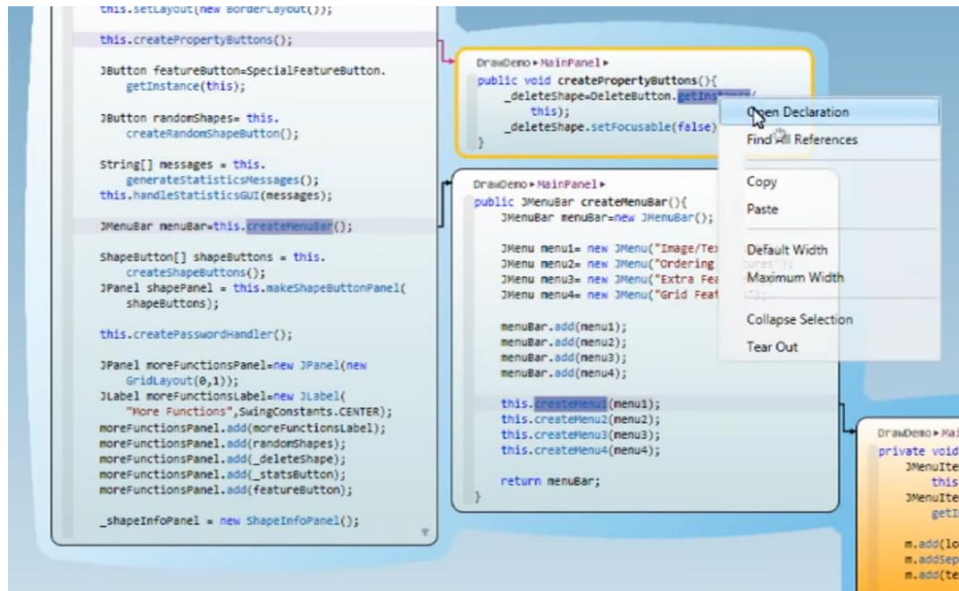 this.setLayout(new BorderLayout());
this.createPropertyButtons();
JButton featureButton=SpecialFeatureButton.
getInstance(this);
JButton randomShapes= this.
createRandomShapeButton();
String[] messages = this.
generateStatisticsMessages();
this.handleStatisticsGUI(messages);
JMenuBar menuBar=this.createMenuBar();
ShapeButton[] shapeButtons = this.
createShapeButtons();
JPanel shapePanel = this.makeShapeButtonPanel(
shapeButtons);
this.createPasswordHandler();
JPanel moreFunctionsPanel=new JPanel(new
GridLayout(0,1));
JLabel moreFunctionsLabel=new JLabel(
"More Functions",SwingConstants.CENTER);
moreFunctionsPanel.add(moreFunctionsLabel);
moreFunctionsPanel.add(randomShapes);
moreFunctionsPanel.add(_deleteShape);
moreFunctionsPanel.add(_statsButton);
moreFunctionsPanel.add(featureButton);
_shapeInfoPanel = new ShapeInfoPanel();
DrawDemo▸MainPanel▸
public void createPropertyButtons(){
_deleteShape=DeleteButton.getInstance(
this);
_deleteShape.setFocusable(false)
}
DrawDemo▸MainPanel▸
public JMenuBar createMenuBar(){
JMenuBar menuBar=new JMenuBar();
JMenu menu1= new JMenu("Image/Tex
JMenu menu2= new JMenu("Ordering
JMenu menu3= new JMenu("Extra Fea
JMenu menu4= new JMenu("Grid Feat
menuBar.add(menu1);
menuBar.add(menu2);
menuBar.add(menu3);
menuBar.add(menu4);
this.createMenu1(menu1);
this.createMenu2(menu2);
this.createMenu3(menu3);
this.createMenu4(menu4);
return menuBar;
}
Open Declaration
Find All References
Copy
Paste
Default Width
Maximum Width
Collapse Selection
Tear Out
DrawDemo▸Mai
private void
JMenuIte
this
JMenuIte
getI
m.add(lo
m.addSep
m.add(te